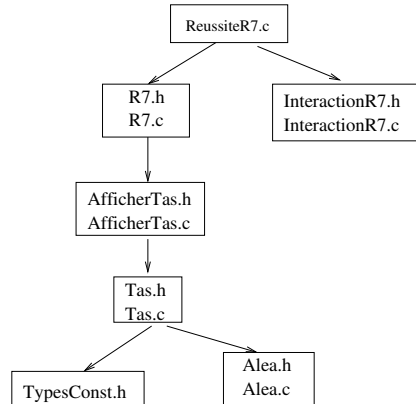 ReussiteR7.c
R7.h
R7.c
InteractionR7.h
InteractionR7.c
AfficherTas.h
AfficherTas.c
Tas.h
Tas.c
TypesConst.h
Alea.h
Alea.c